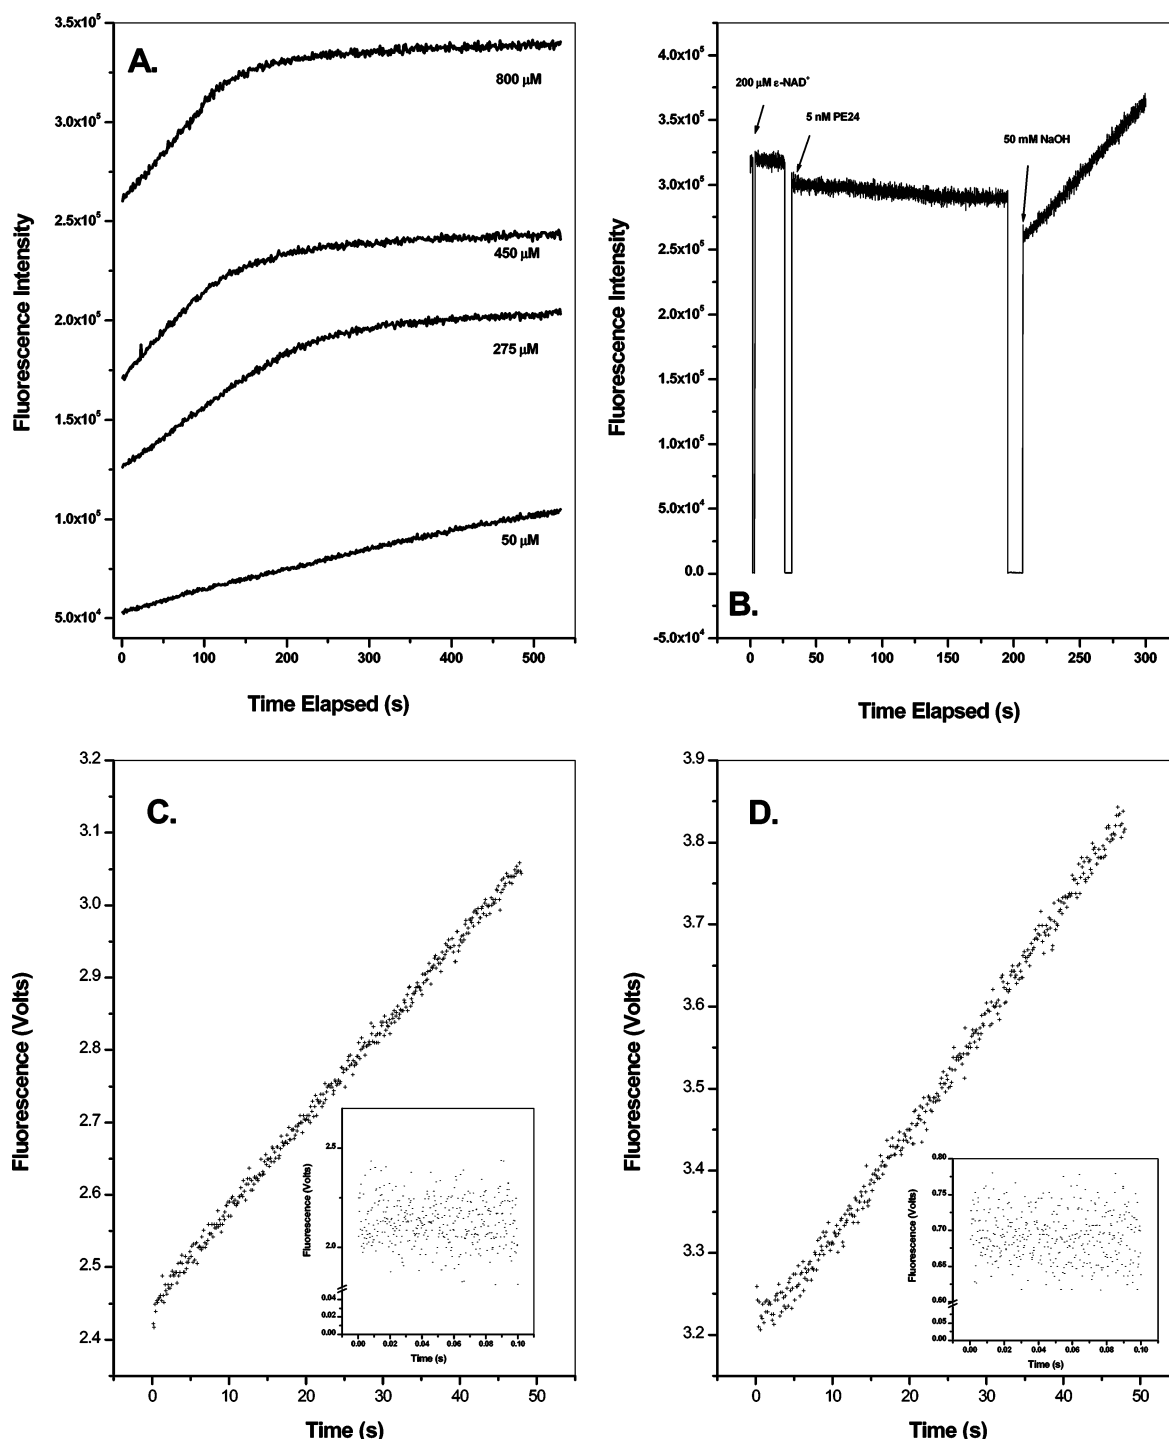 A.
3.5x10⁵
3.0x10⁵
2.5x10⁵
2.0x10⁵
1.5x10⁵
1.0x10⁵
5.0x10⁴
Fluorescence Intensity
800 μM
450 μM
275 μM
50 μM
0 100 200 300 400 500
Time Elapsed (s)
B.
4.0x10⁵
3.5x10⁵
3.0x10⁵
2.5x10⁵
2.0x10⁵
1.5x10⁵
1.0x10⁵
5.0x10⁴
0.0
-5.0x10⁴
Fluorescence Intensity
200 μM ε-NAD⁺
5 nM PE24
50 mM NaOH
0 50 100 150 200 250 300
Time Elapsed (s)
C.
3.2
3.1
3.0
2.9
2.8
2.7
2.6
2.5
2.4
Fluorescence (Volts)
0 10 20 30 40 50
Time (s)
2.5
2.0
0.04
0.02
0.00
Fluorescence (Volts)
0.00 0.02 0.04 0.06 0.08 0.10
Time (s)
D.
3.9
3.8
3.7
3.6
3.5
3.4
3.3
3.2
Fluorescence (Volts)
0 10 20 30 40 50
Time (s)
0.80
0.75
0.70
0.65
0.60
0.05
0.00
Fluorescence (Volts)
0.00 0.02 0.04 0.06 0.08 0.10
Time (s)